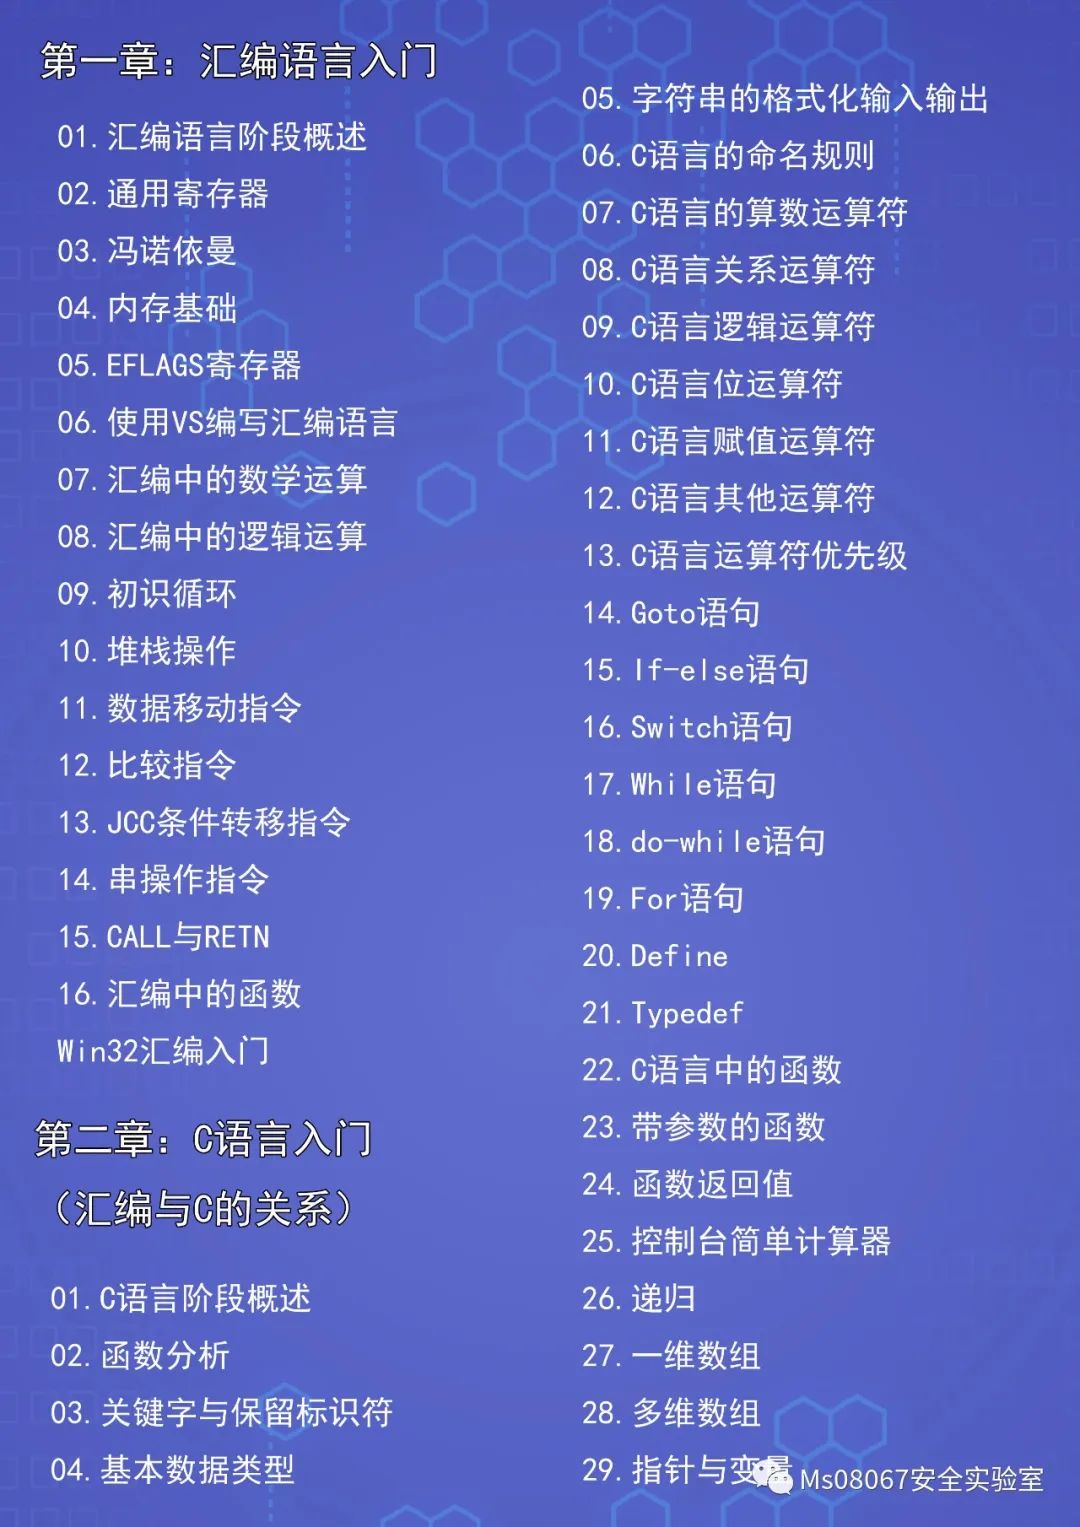 第一章：汇编语言入门
01.汇编语言阶段概述
02.通用寄存器
03.冯诺依曼
04.内存基础
05.EFLAGS寄存器
06.使用VS编写汇编语言
07.汇编中的数学运算
08.汇编中的逻辑运算
09.初识循环
10.堆栈操作
11.数据移动指令
12.比较指令
13.JCC条件转移指令
14.串操作指令
15.CALL与RETN
16.汇编中的函数
Win32汇编入门
第二章：C语言入门
（汇编与C的关系）
01.C语言阶段概述
02.函数分析
03.关键字与保留标识符
04.基本数据类型
05.字符串的格式化输入输出
06.C语言的命名规则
07.C语言的算数运算符
08.C语言关系运算符
09.C语言逻辑运算符
10.C语言位运算符
11.C语言赋值运算符
12.C语言其他运算符
13.C语言运算符优先级
14.Goto语句
15.If-else语句
16.Switch语句
17.While语句
18.do-while语句
19.For语句
20.Define
21.Typedef
22.C语言中的函数
23.带参数的函数
24.函数返回值
25.控制台简单计算器
26.递归
27.一维数组
28.多维数组
29.指针与变量
Ms08067安全实验室